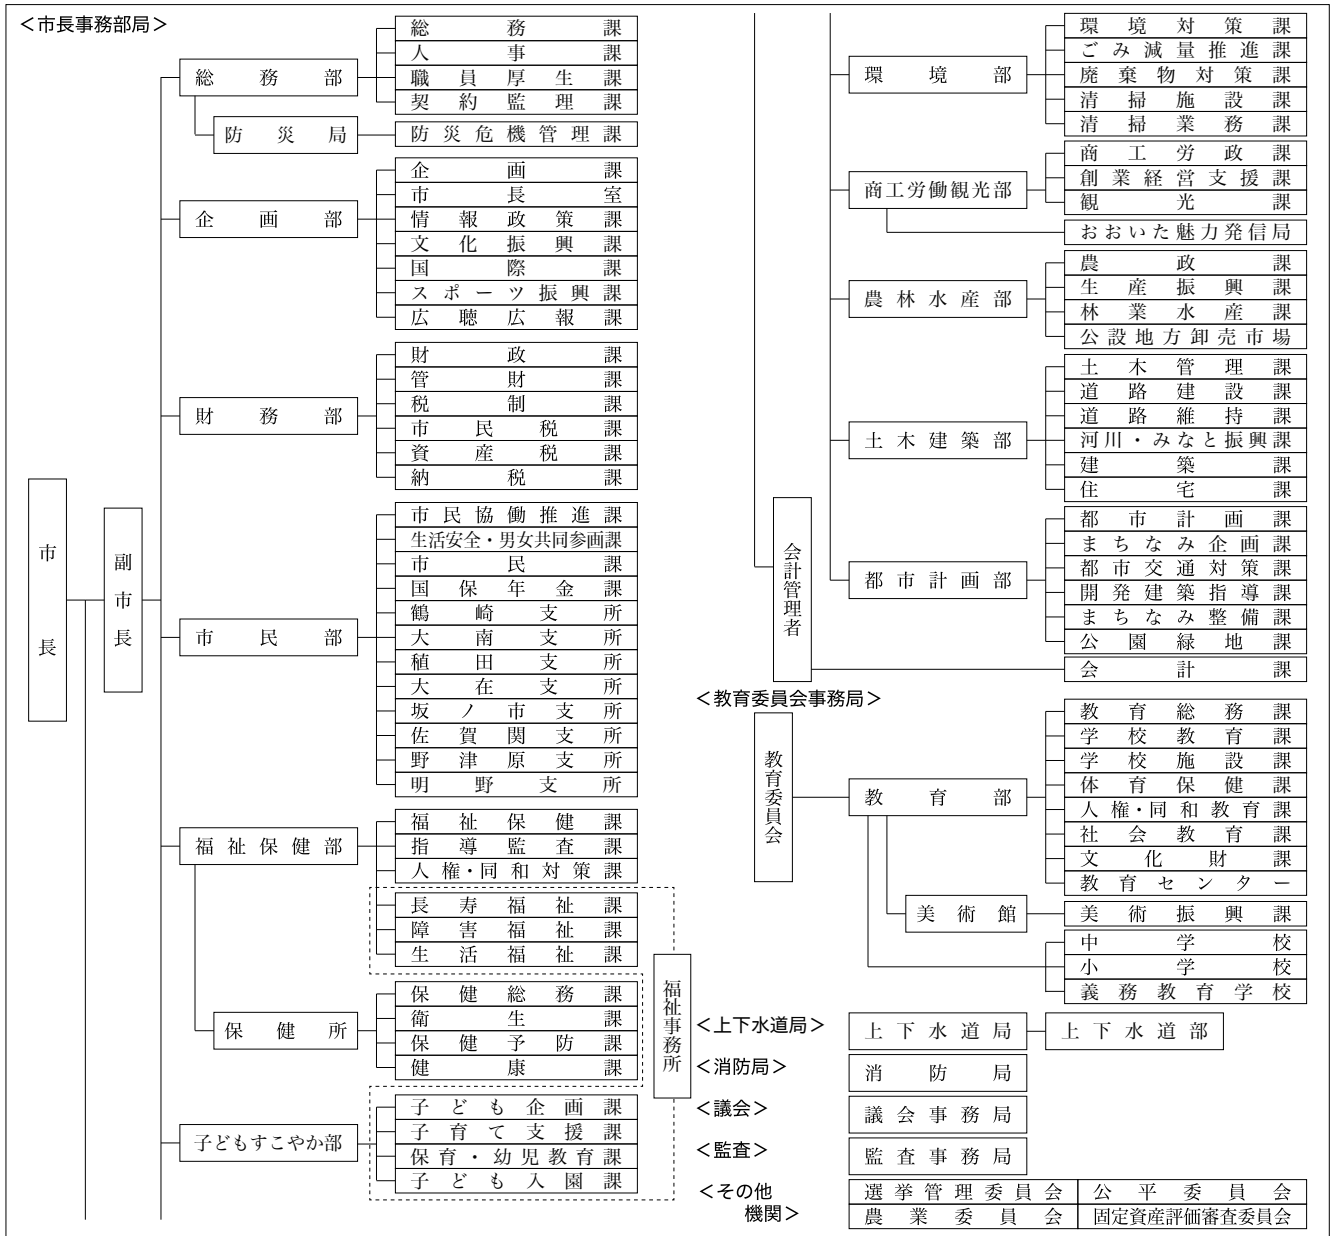 <市長事務部局>
市長
副市長
総務部
総務課
人事課
職員厚生課
契約監理課
防災局
防災危機管理課
企画部
企画課
市長室
情報政策課
文化振興課
国際課
スポーツ振興課
広聴広報課
財務部
財政課
管財課
税制課
市民税課
資産税課
納税課
市民部
市民協働推進課
生活安全・男女共同参画課
市民課
国保年金課
鶴崎支所
大南支所
稙田支所
大在支所
坂ノ市支所
佐賀関支所
野津原支所
明野支所
福祉保健部
福祉保健課
指導監査課
人権・同和対策課
長寿福祉課
障害福祉課
生活福祉課
福祉事務所
保健所
保健総務課
衛生課
保健予防課
健康課
子どもすこやか部
子ども企画課
子育て支援課
保育・幼児教育課
子ども入園課
環境部
環境対策課
ごみ減量推進課
廃棄物対策課
清掃施設課
清掃業務課
商工労働観光部
商工労政課
創業経営支援課
観光課
おおいた魅力発信局
農林水産部
農政課
生産振興課
林業水産課
公設地方卸売市場
土木建築部
土木管理課
道路建設課
道路維持課
河川・みなと振興課
建築課
住宅課
都市計画部
都市計画課
まちなみ企画課
都市交通対策課
開発建築指導課
まちなみ整備課
公園緑地課
会計管理者
会計課
<教育委員会事務局>
教育委員会
教育部
教育総務課
学校教育課
学校施設課
体育保健課
人権・同和教育課
社会教育課
文化財課
教育センター
美術館
美術振興課
中学校
小学校
義務教育学校
<上下水道局>
上下水道局
上下水道部
<消防局>
消防局
<議会>
議会事務局
<監査>
監査事務局
<その他
機関>
選挙管理委員会
公平委員会
農業委員会
固定資産評価審査委員会